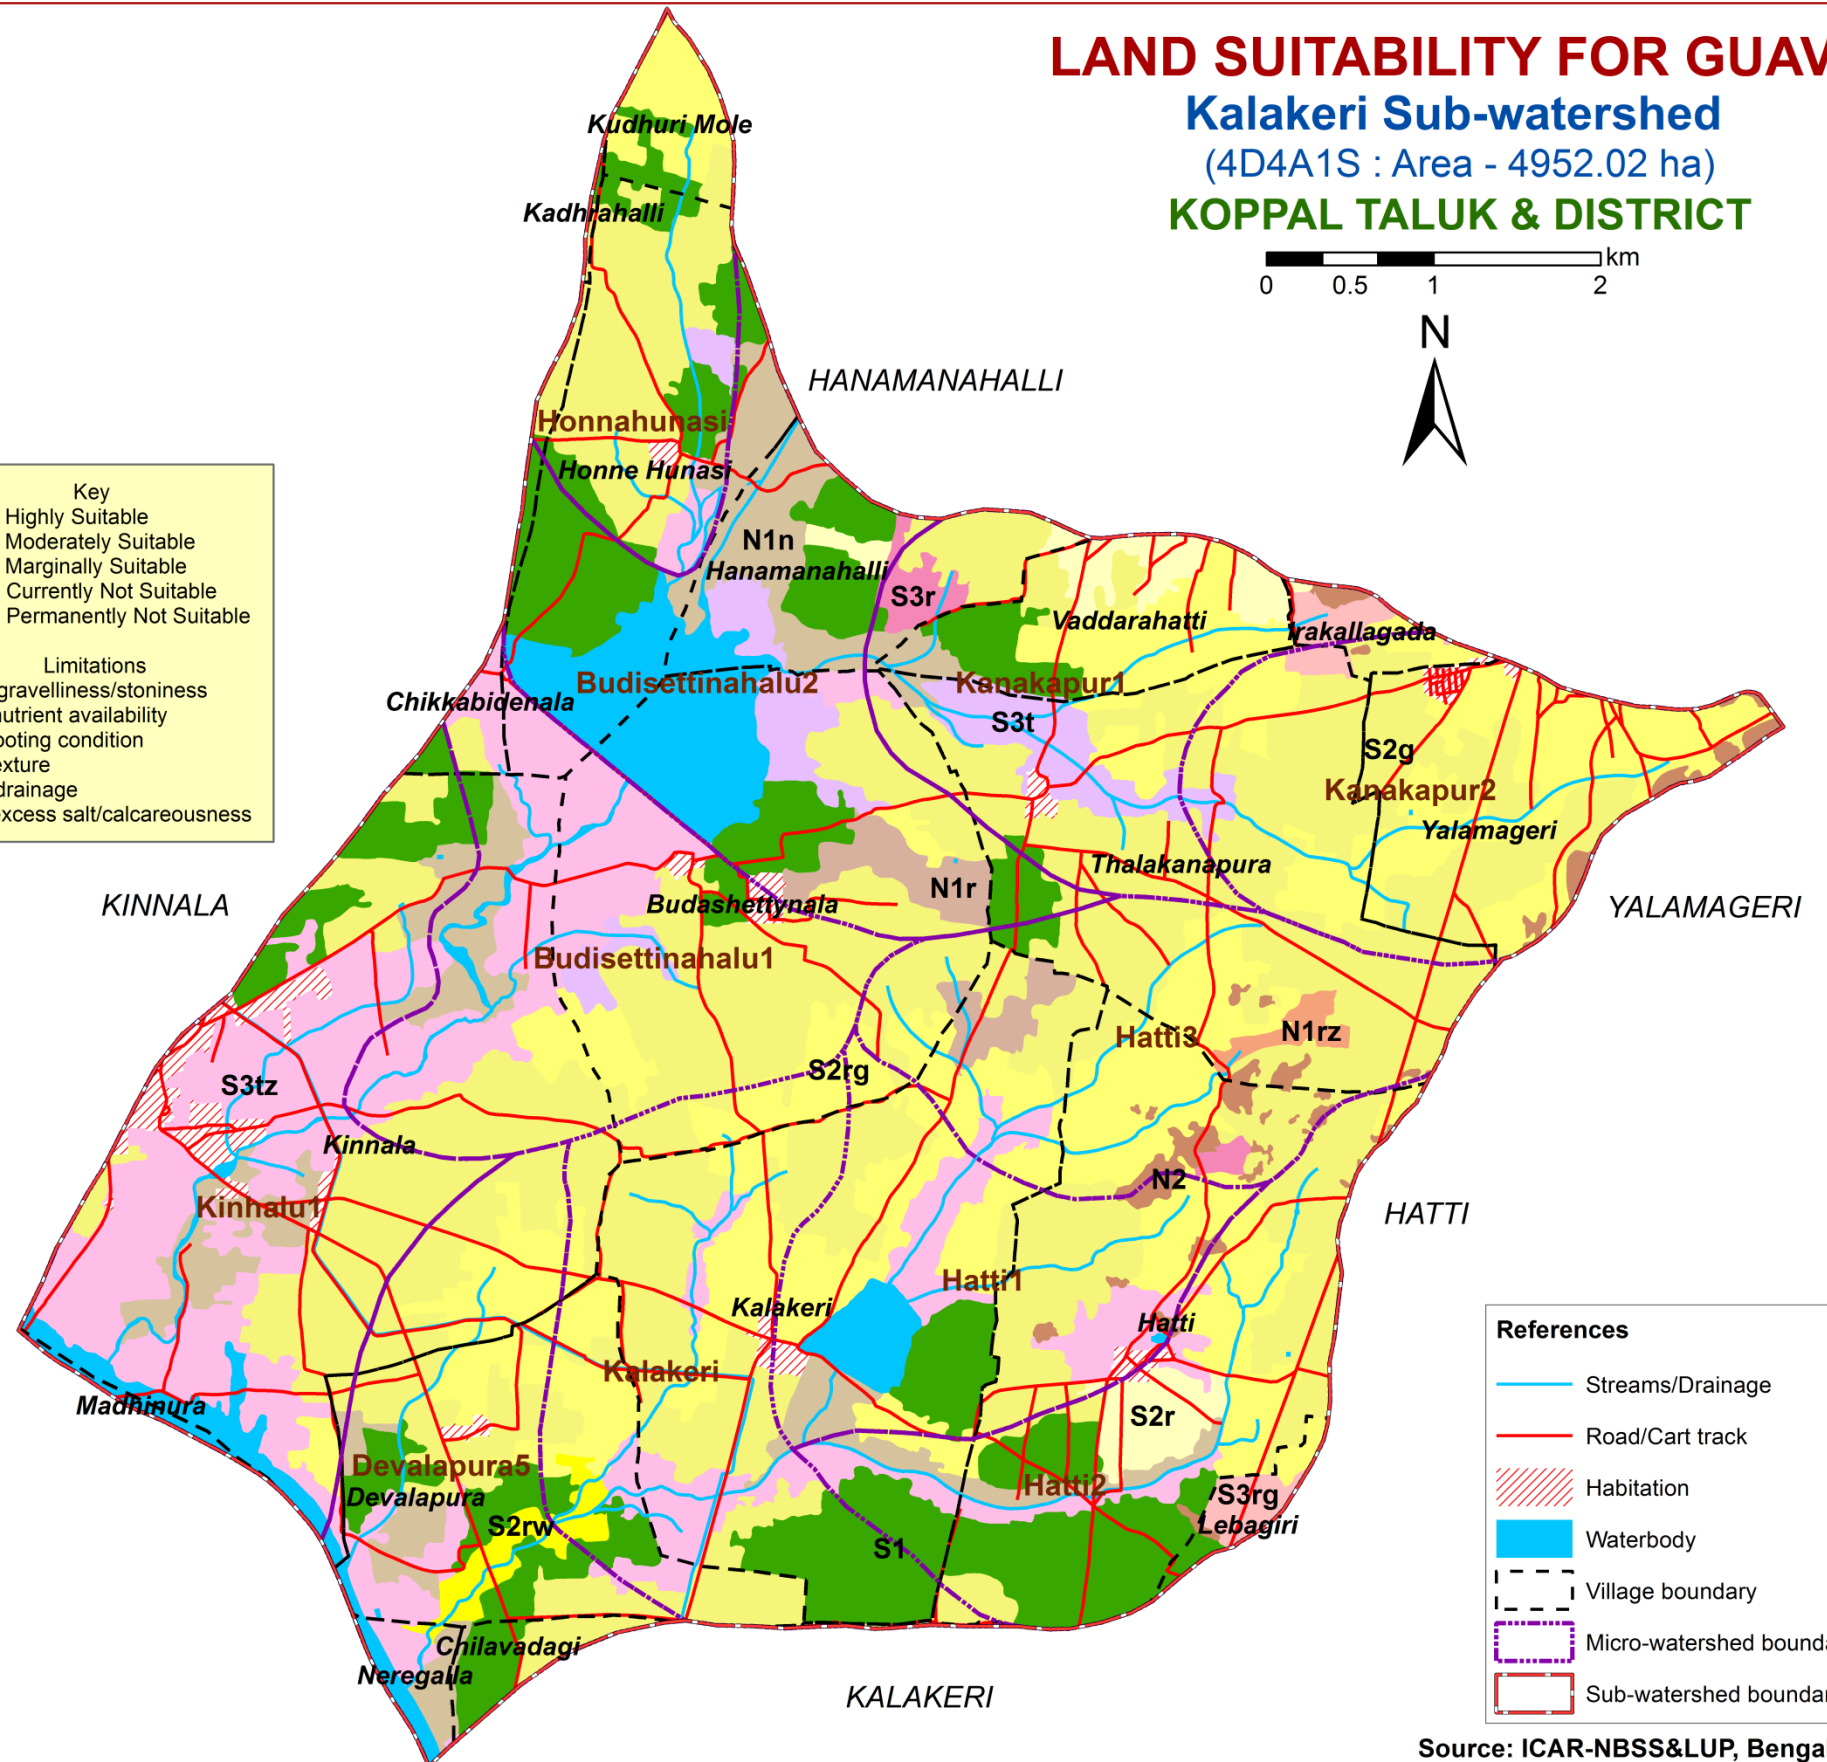 LAND SUITABILITY FOR GUAV
Kalakeri Sub-watershed
(4D4A1S : Area - 4952.02 ha)
KOPPAL TALUK & DISTRICT
km
0 0.5 1 2
N
Kudhuri Mole
Kadhrahalli
HANAMANAHALLI
Honnahunasi
Honne Hunasi
Key
Highly Suitable
Moderately Suitable
Marginally Suitable
Currently Not Suitable
Permanently Not Suitable
Limitations
gravelliness/stoniness
nutrient availability
ooting condition
exture
drainage
excess salt/calcareousness
N1n
Hanamanahalli
S3r
Vaddarahatti
Irakallagada
Budisettinahalu2
Kanakapur1
Chikkabidenala
S3t
S2g
Kanakapur2
Yalamageri
Thalakanapura
KINNALA
N1r
Budashettynala
YALAMAGERI
Budisettinahalu1
Hatti3
N1rz
S2rg
S3tz
Kinnala
N2
Kinhalu1
HATTI
Hatti1
Kalakeri
Hatti
Kalakeri
Madhinura
S2r
Devalapura5
Devalapura
Hatti2
S3rg
Lebagiri
S2rw
S1
Chilavadagi
Neregalla
KALAKERI
References
Streams/Drainage
Road/Cart track
Habitation
Waterbody
Village boundary
Micro-watershed bounda
Sub-watershed boundar
Source: ICAR-NBSS&LUP, Bengal